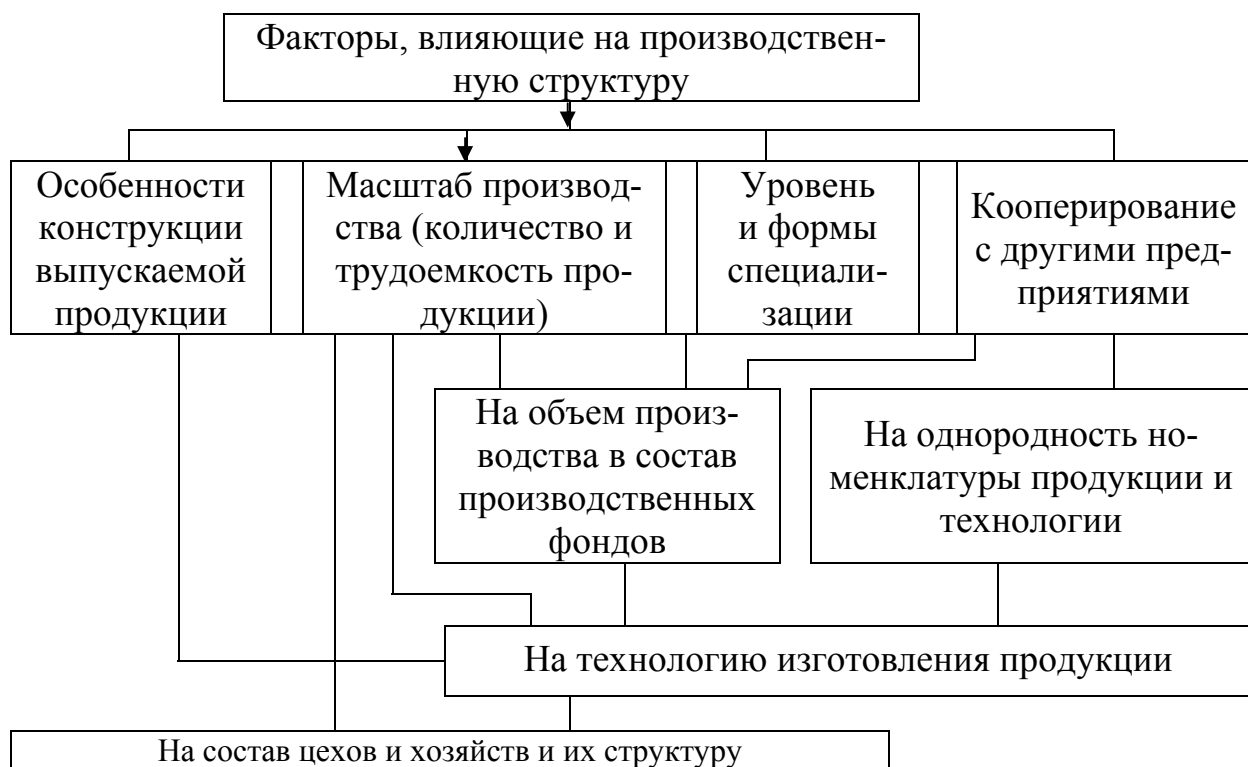 Факторы, влияющие на производствен-
ную структуру
Особенности
конструкции
выпускаемой
продукции
Масштаб производ-
ства (количество и
трудоемкость про-
дукции)
Уровень
и формы
специали-
зации
Кооперирование
с другими пред-
приятиями
На объем произ-
водства в состав
производственных
фондов
На однородность но-
менклатуры продукции и
технологии
На технологию изготовления продукции
На состав цехов и хозяйств и их структуру